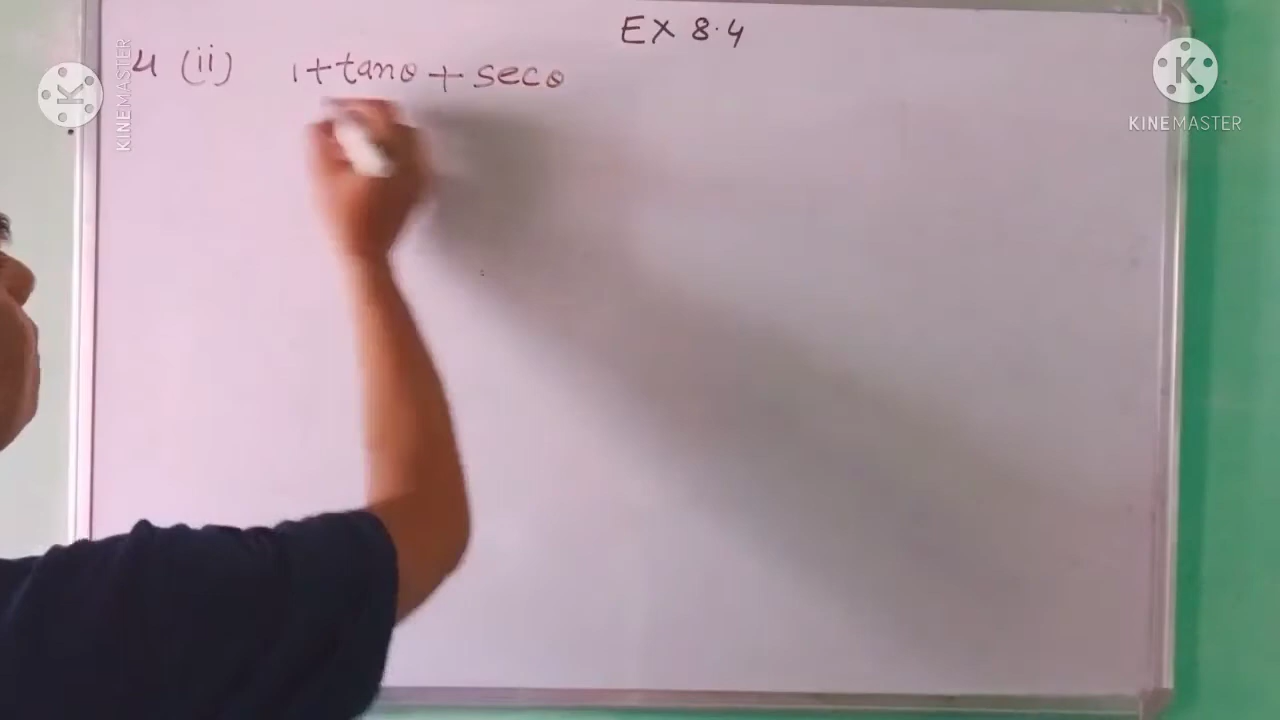 EX 8.4
4 (ii) 1+tanθ + secθ
KINEMASTER
KINEMASTER